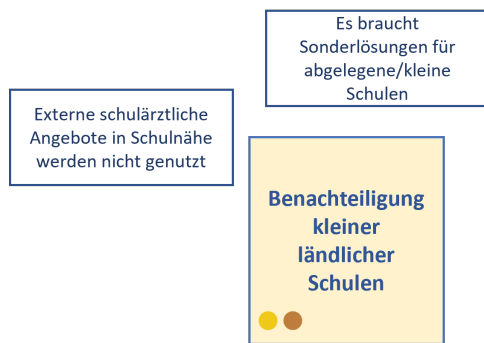 Es braucht
Sonderlösungen für
abgelegene/kleine
Schulen
Externe schulärztliche
Angebote in Schulnähe
werden nicht genutzt
Benachteiligung
kleiner
ländlicher
Schulen